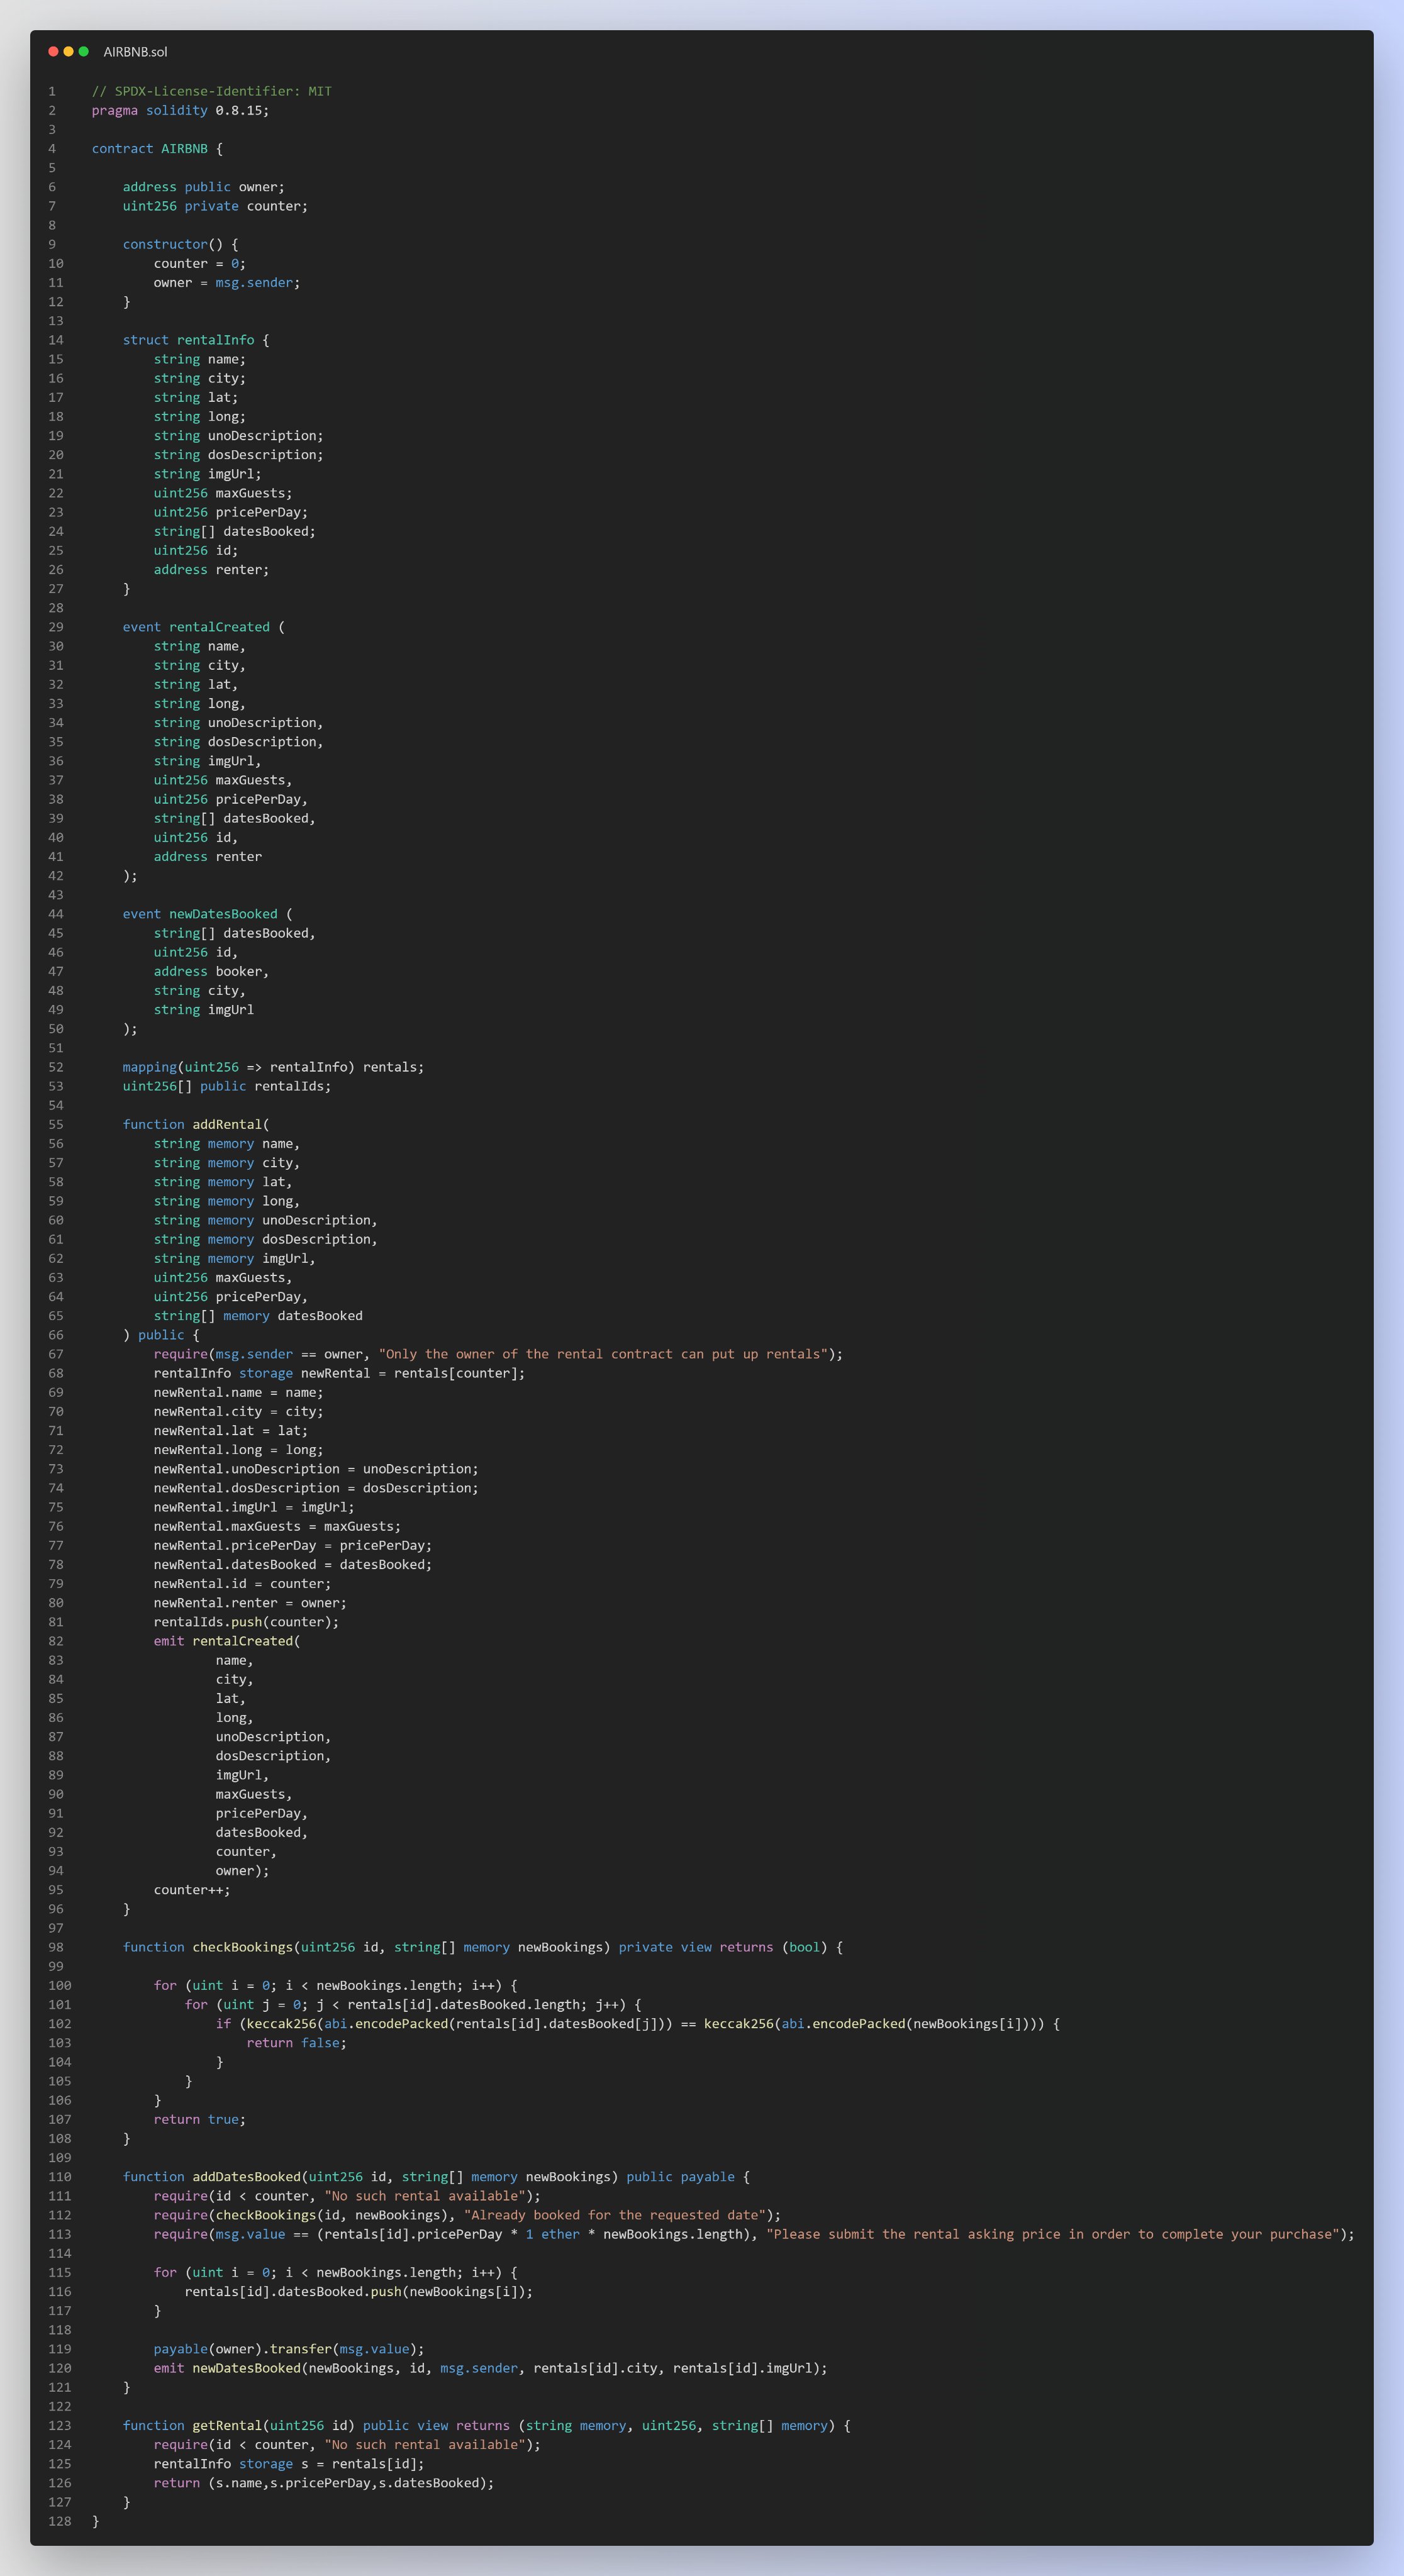 AIRBNB.sol
1 // SPDX-License-Identifier: MIT
2 pragma solidity 0.8.15;
3
4 contract AIRBNB {
5
6     address public owner;
7     uint256 private counter;
8
9     constructor() {
10         counter = 0;
11         owner = msg.sender;
12     }
13
14     struct rentalInfo {
15         string name;
16         string city;
17         string lat;
18         string long;
19         string unoDescription;
20         string dosDescription;
21         string imgUrl;
22         uint256 maxGuests;
23         uint256 pricePerDay;
24         string[] datesBooked;
25         uint256 id;
26         address renter;
27     }
28
29     event rentalCreated (
30         string name,
31         string city,
32         string lat,
33         string long,
34         string unoDescription,
35         string dosDescription,
36         string imgUrl,
37         uint256 maxGuests,
38         uint256 pricePerDay,
39         string[] datesBooked,
40         uint256 id,
41         address renter
42     );
43
44     event newDatesBooked (
45         string[] datesBooked,
46         uint256 id,
47         address booker,
48         string city,
49         string imgUrl
50     );
51
52     mapping(uint256 => rentalInfo) rentals;
53     uint256[] public rentalIds;
54
55     function addRental(
56         string memory name,
57         string memory city,
58         string memory lat,
59         string memory long,
60         string memory unoDescription,
61         string memory dosDescription,
62         string memory imgUrl,
63         uint256 maxGuests,
64         uint256 pricePerDay,
65         string[] memory datesBooked
66     ) public {
67         require(msg.sender == owner, "Only the owner of the rental contract can put up rentals");
68         rentalInfo storage newRental = rentals[counter];
69         newRental.name = name;
70         newRental.city = city;
71         newRental.lat = lat;
72         newRental.long = long;
73         newRental.unoDescription = unoDescription;
74         newRental.dosDescription = dosDescription;
75         newRental.imgUrl = imgUrl;
76         newRental.maxGuests = maxGuests;
77         newRental.pricePerDay = pricePerDay;
78         newRental.datesBooked = datesBooked;
79         newRental.id = counter;
80         newRental.renter = owner;
81         rentalIds.push(counter);
82         emit rentalCreated(
83                 name,
84                 city,
85                 lat,
86                 long,
87                 unoDescription,
88                 dosDescription,
89                 imgUrl,
90                 maxGuests,
91                 pricePerDay,
92                 datesBooked,
93                 counter,
94                 owner);
95         counter++;
96     }
97
98     function checkBookings(uint256 id, string[] memory newBookings) private view returns (bool) {
99
100         for (uint i = 0; i < newBookings.length; i++) {
101             for (uint j = 0; j < rentals[id].datesBooked.length; j++) {
102                 if (keccak256(abi.encodePacked(rentals[id].datesBooked[j])) == keccak256(abi.encodePacked(newBookings[i]))) {
103                     return false;
104                 }
105             }
106         }
107         return true;
108     }
109
110     function addDatesBooked(uint256 id, string[] memory newBookings) public payable {
111         require(id < counter, "No such rental available");
112         require(checkBookings(id, newBookings), "Already booked for the requested date");
113         require(msg.value == (rentals[id].pricePerDay * 1 ether * newBookings.length), "Please submit the rental asking price in order to complete your purchase");
114
115         for (uint i = 0; i < newBookings.length; i++) {
116             rentals[id].datesBooked.push(newBookings[i]);
117         }
118
119         payable(owner).transfer(msg.value);
120         emit newDatesBooked(newBookings, id, msg.sender, rentals[id].city, rentals[id].imgUrl);
121     }
122
123     function getRental(uint256 id) public view returns (string memory, uint256, string[] memory) {
124         require(id < counter, "No such rental available");
125         rentalInfo storage s = rentals[id];
126         return (s.name,s.pricePerDay,s.datesBooked);
127     }
128 }